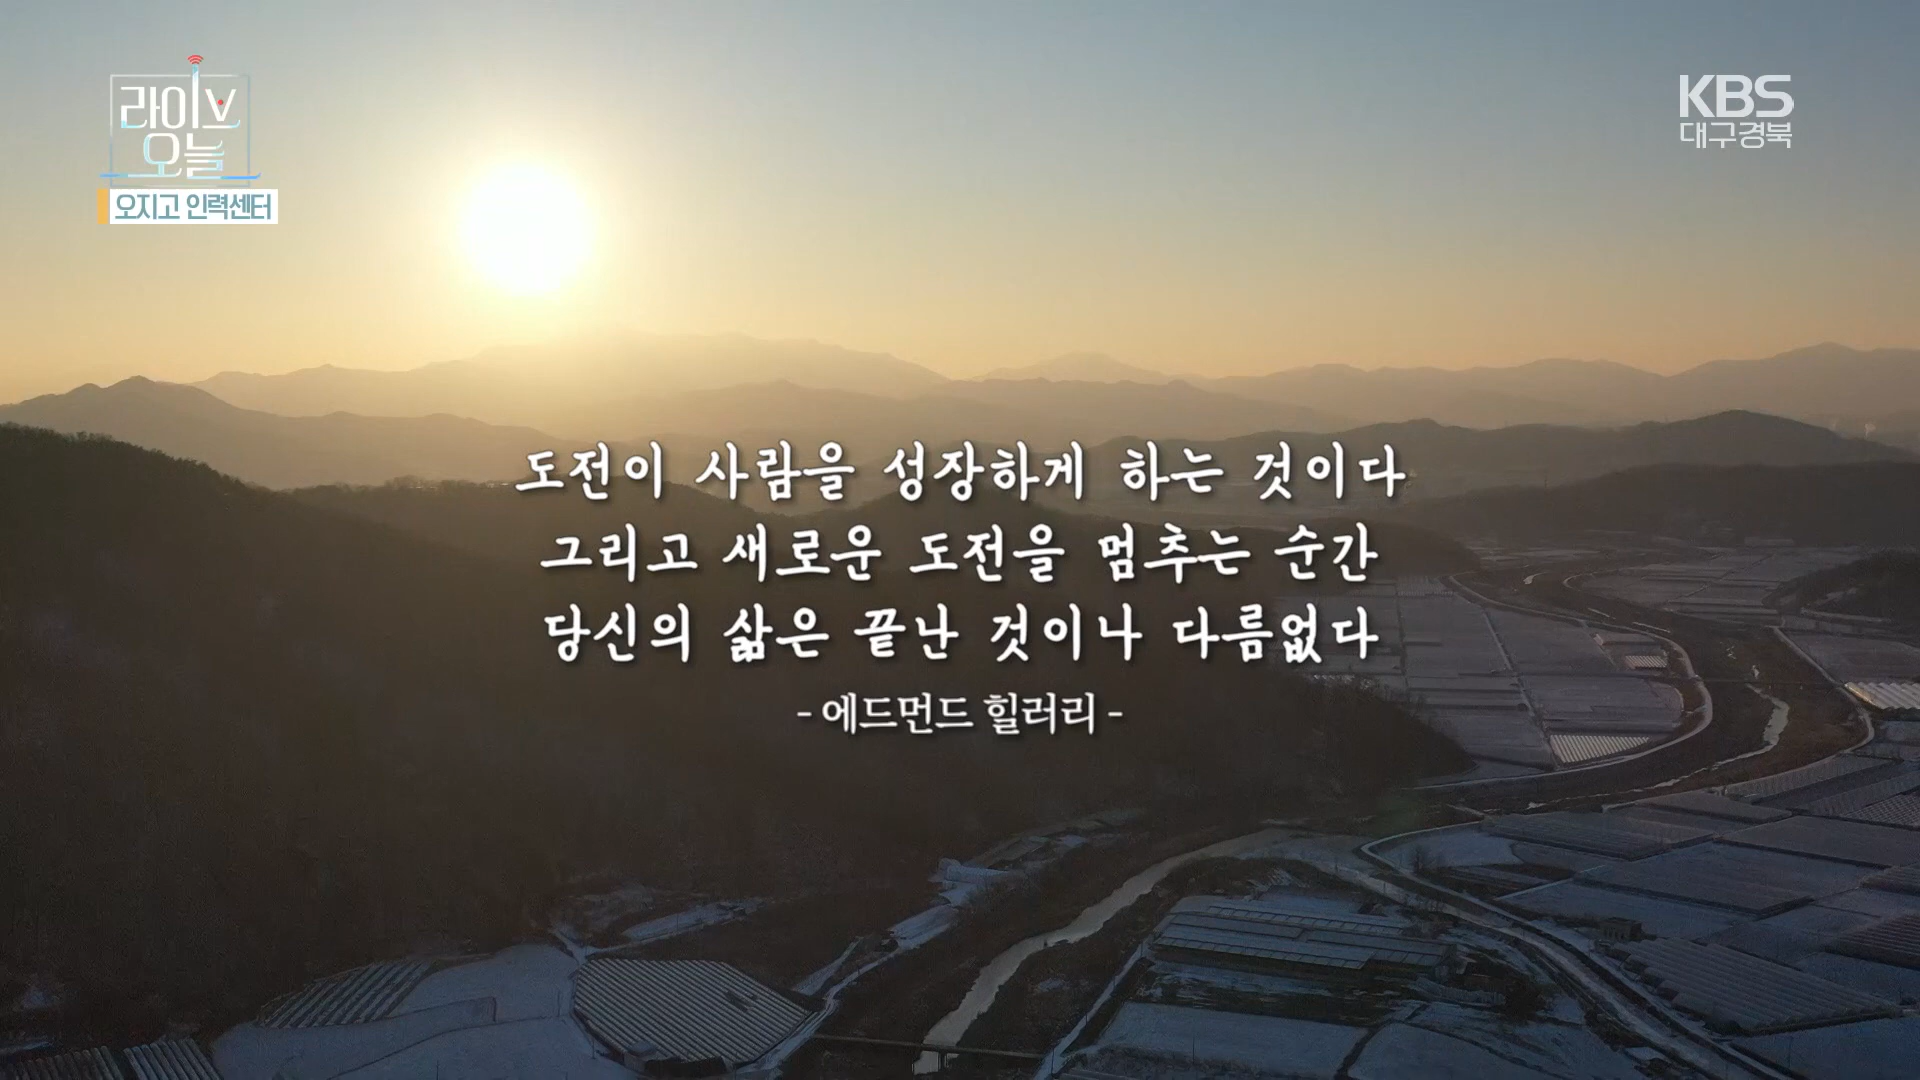 라이브
오늘
오지고 인력센터
KBS
대구경북
도전이 사람을 성장하게 하는 것이다
그리고 새로운 도전을 멈추는 순간
당신의 삶은 끝난 것이나 다름없다
- 에드먼드 힐러리 -